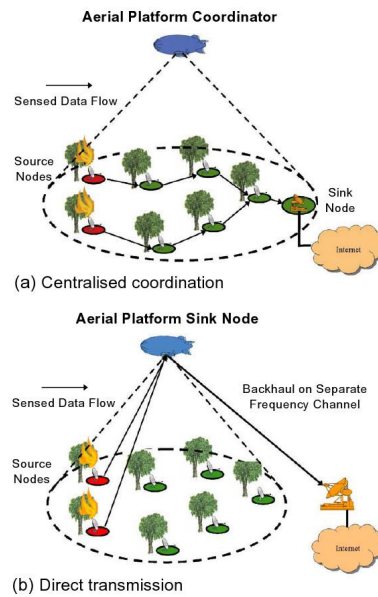 Aerial Platform Coordinator
Sensed Data Flow
Source
Nodes
Sink
Node
Internet
(a) Centralised coordination
Aerial Platform Sink Node
Backhaul on Separate
Frequency Channel
Sensed Data Flow
Source
Nodes
Internet
(b) Direct transmission